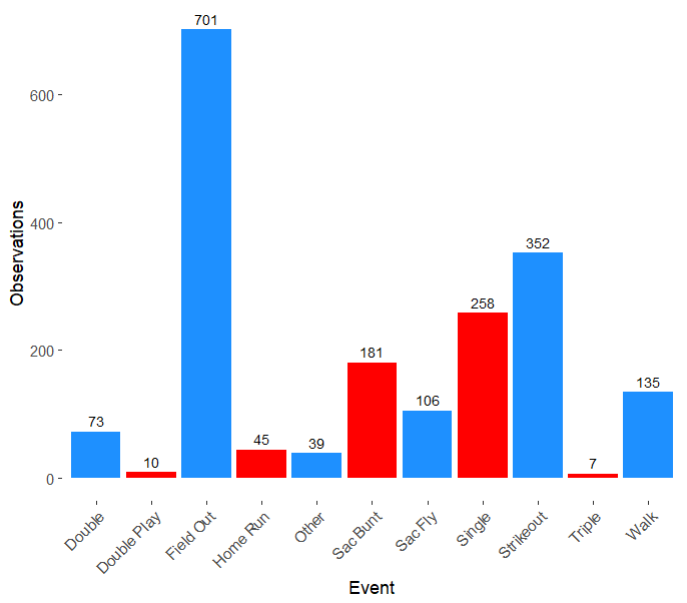 701
600
400
352
Observations
258
200
181
135
106
73
45
39
10
7
0
Double
Double Play
Field Out
Home Run
Other
Sac Bunt
Sac Fly
Single
Strikeout
Triple
Walk
Event